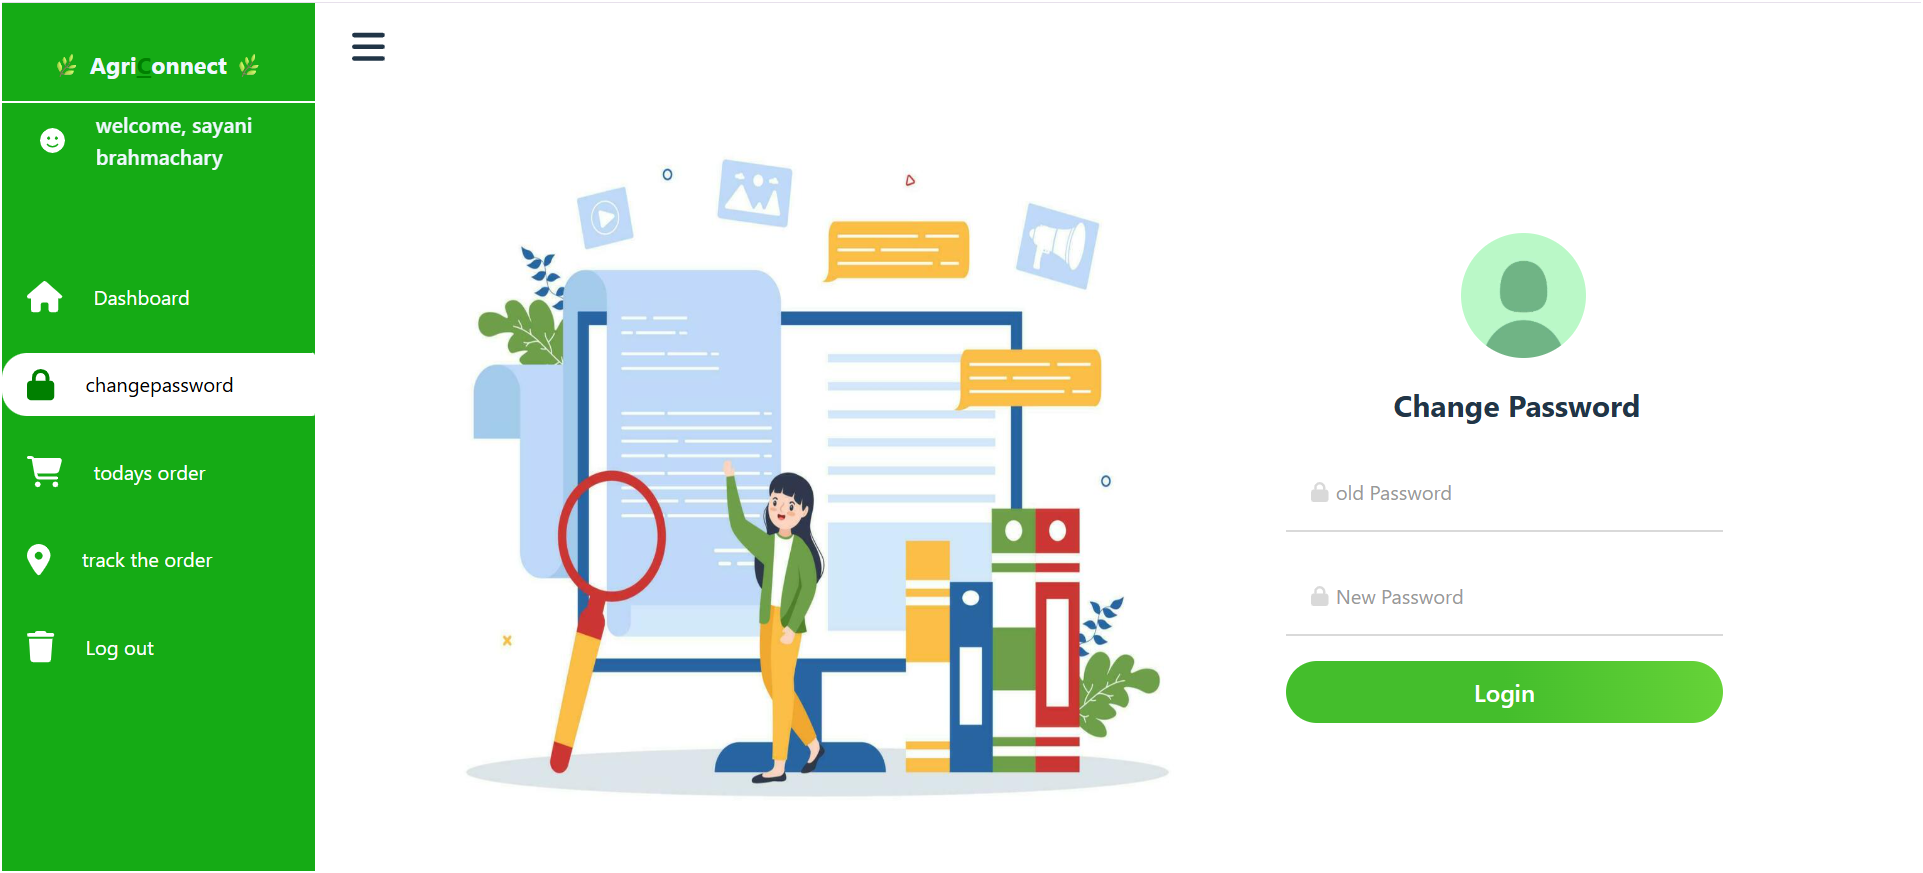 AgriConnect
welcome, sayani
brahmachary
Dashboard
changepassword
todays order
track the order
Log out
Change Password
old Password
New Password
Login